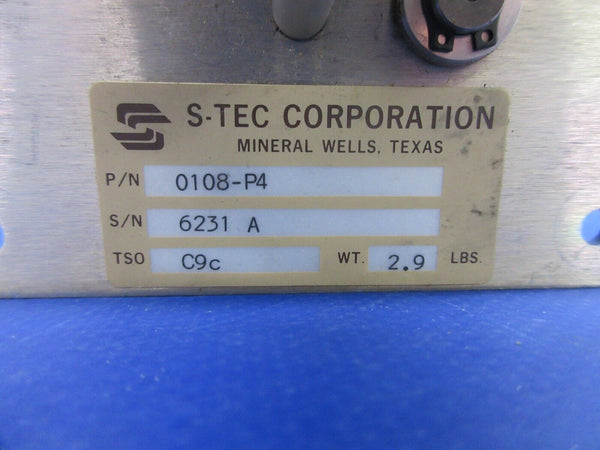 S-TEC CORPORATION
MINERAL WELLS, TEXAS
P/N 0108-P4
S/N 6231 A
TSO C9c WT. 2.9 LBS.